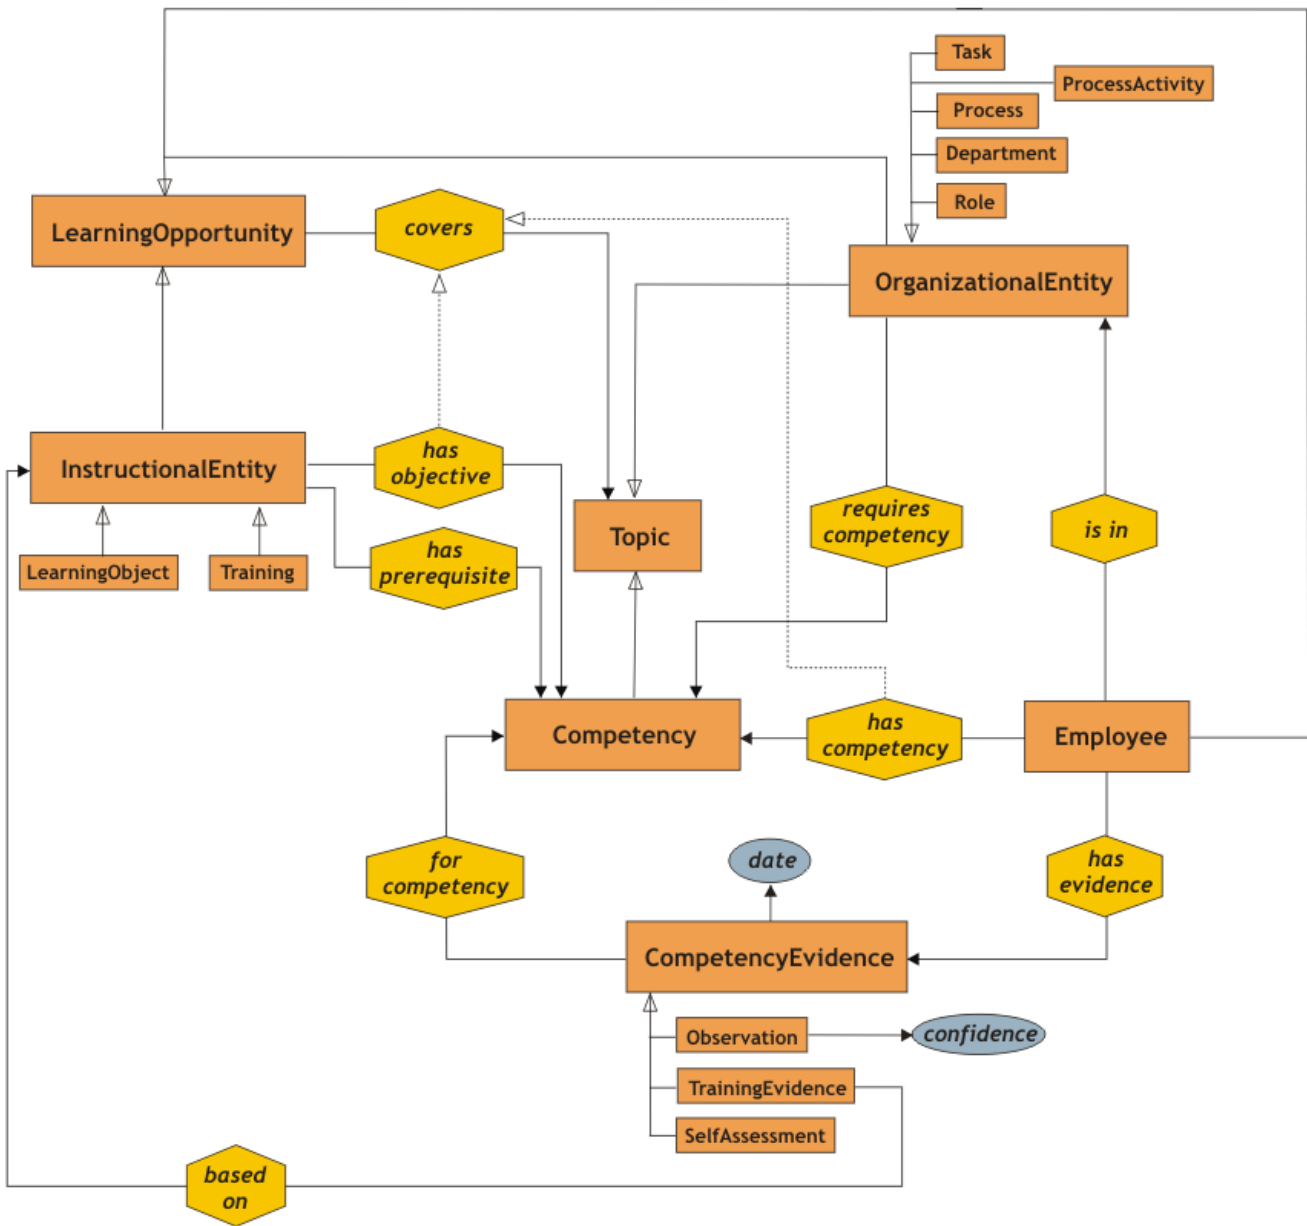 Task
ProcessActivity
Process
Department
Role
LearningOpportunity
covers
OrganizationalEntity
InstructionalEntity
has
objective
requires
competency
is in
Topic
has
prerequisite
LearningObject
Training
Competency
has
competency
Employee
for
competency
date
has
evidence
CompetencyEvidence
Observation
confidence
TrainingEvidence
SelfAssessment
based
on